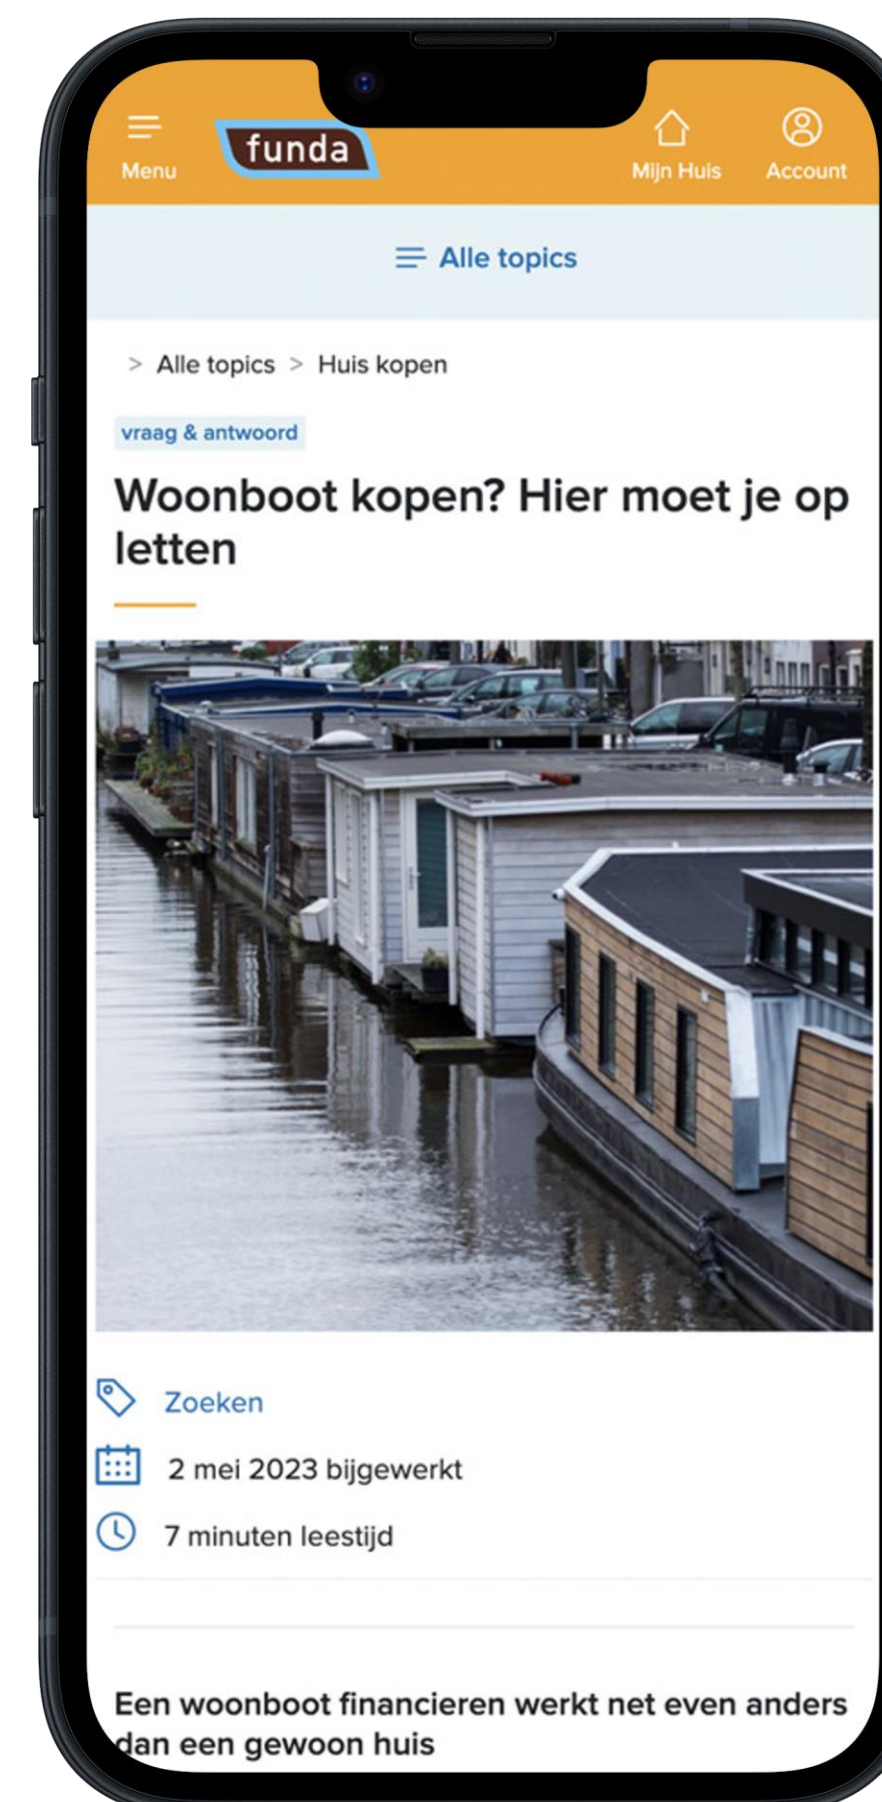 Menu
funda
Mijn Huis
Account
Alle topics
> Alle topics > Huis kopen
vraag & antwoord
Woonboot kopen? Hier moet je op
letten
Zoeken
2 mei 2023 bijgewerkt
7 minuten leestijd
Een woonboot financieren werkt net even anders
dan een gewoon huis